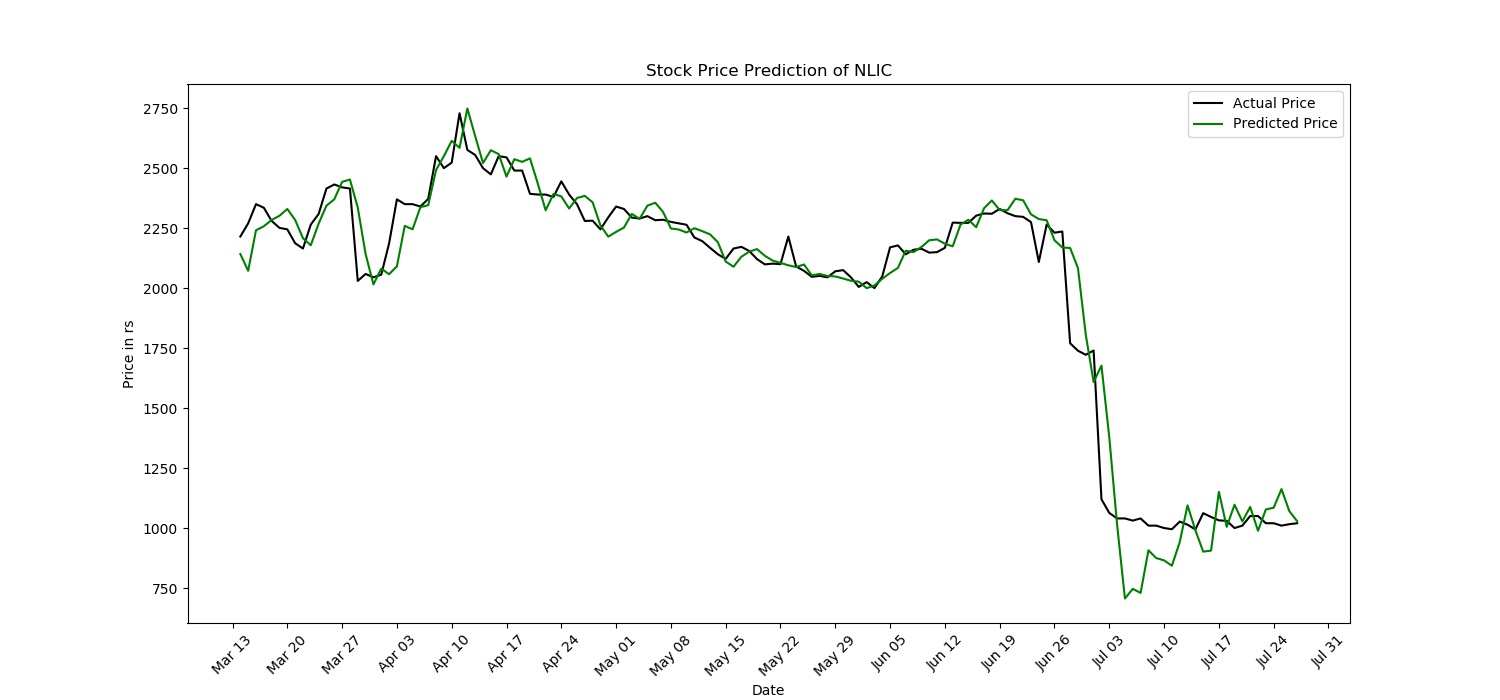 Stock Price Prediction of NLIC
Actual Price
Predicted Price
Price in rs
2750
2500
2250
2000
1750
1500
1250
1000
750
Mar 13
Mar 20
Mar 27
Apr 03
Apr 10
Apr 17
Apr 24
May 01
May 08
May 15
May 22
May 29
Jun 05
Jun 12
Jun 19
Jun 26
Jul 03
Jul 10
Jul 17
Jul 24
Jul 31
Date